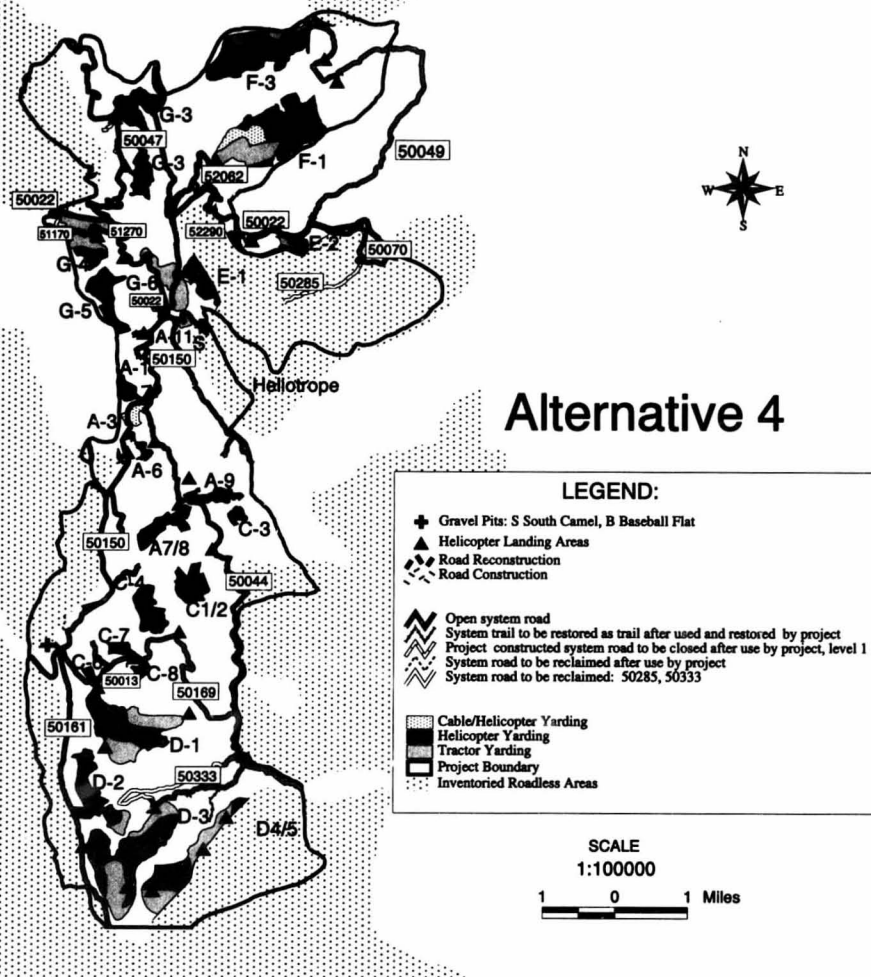 F-3
G-3
50047
G-3
F-1
50049
52062
50022
50022
51170
51270
52290
E-2
50070
N
W
E
S
G-4
G-6
E-1
50285
50022
G-5
A-11
S
50150
A-1
Heliotrope
A-3
Alternative 4
A-6
A-9
LEGEND:
Gravel Pits: S South Camel, B Baseball Flat
Helicopter Landing Areas
Road Reconstruction
Road Construction
C-3
50150
A7/8
50044
C-4
C1/2
Open system road
System trail to be restored as trail after used and restored by project
Project constructed system road to be closed after use by project, level 1
System road to be reclaimed after use by project
System road to be reclaimed: 50285, 50333
C-7
C-8
50013
50169
50161
Cable/Helicopter Yarding
Helicopter Yarding
Tractor Yarding
Project Boundary
Inventoried Roadless Areas
D-1
50333
D-2
D-3
D4/5
SCALE
1:100000
1 0 1 Miles